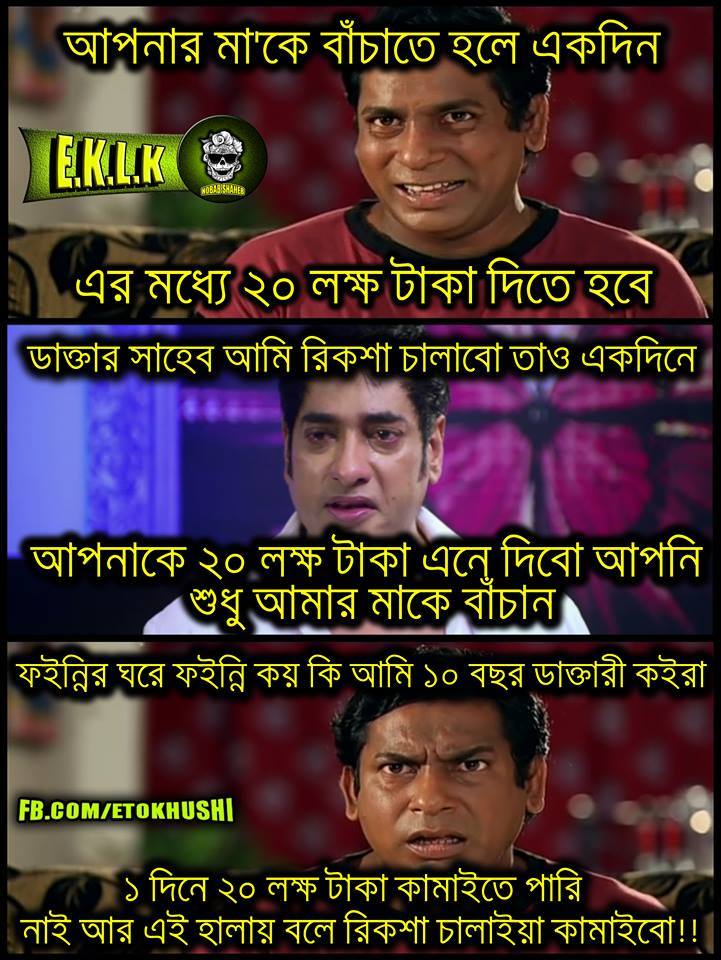 আপনার মা'কে বাঁচাতে হলে একদিন
E.K.L.K
NOBABISHAHEB
এর মধ্যে ২০ লক্ষ টাকা দিতে হবে
ডাক্তার সাহেব আমি রিকশা চালাবো তাও একদিনে
আপনাকে ২০ লক্ষ টাকা এনে দিবো আপনি
শুধু আমার মাকে বাঁচান
ফইন্নির ঘরে ফইন্নি কয় কি আমি ১০ বছর ডাক্তারী কইরা
FB.COM/ETOKHUSHI
১ দিনে ২০ লক্ষ টাকা কামাইতে পারি
নাই আর এই হালায় বলে রিকশা চালাইয়া কামাইবো!!